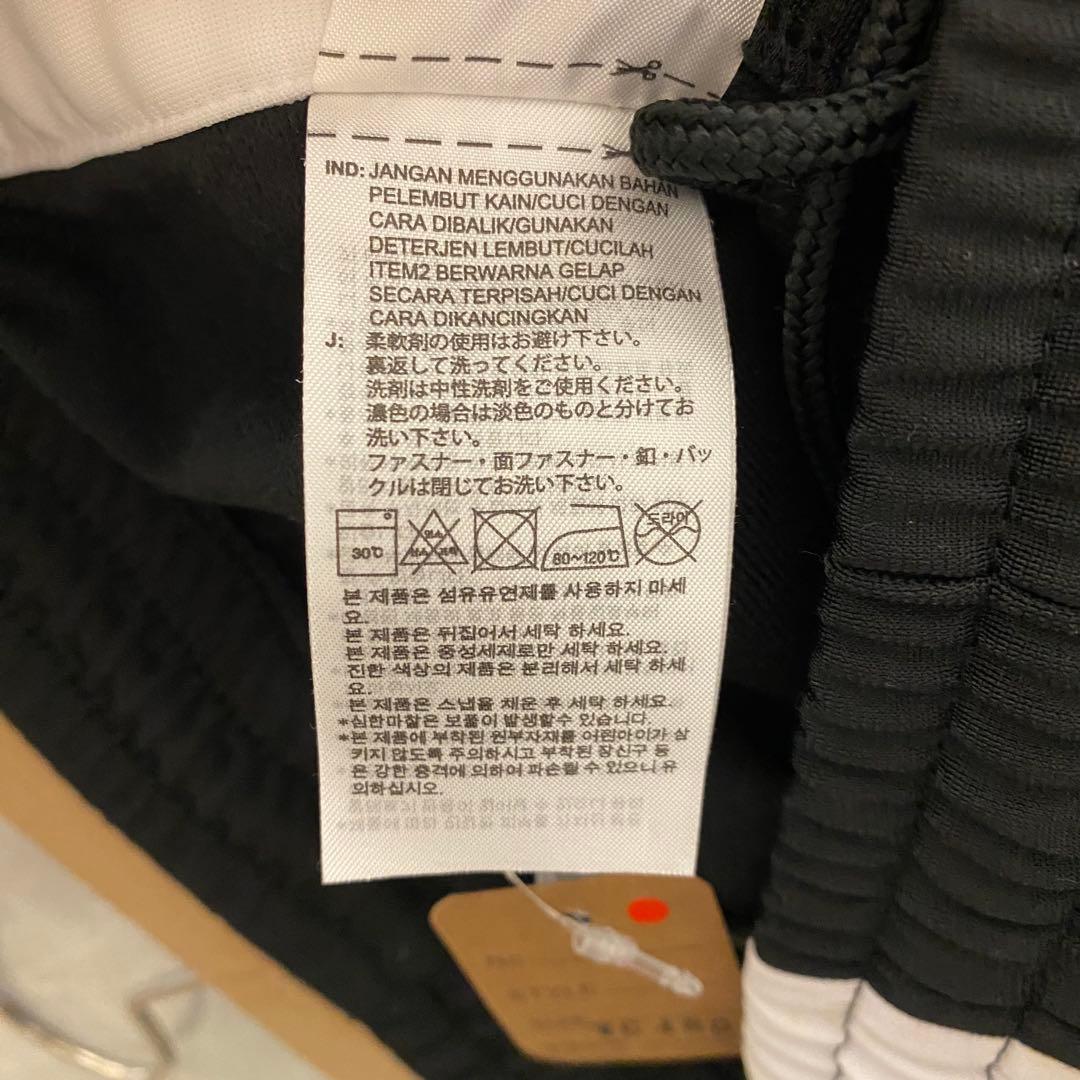 IND: JANGAN MENGGUNAKAN BAHAN
PELEMBUT KAIN/CUCI DENGAN
CARA DIBALIK/GUNAKAN
DETERJEN LEMBUT/CUCILAH
ITEM2 BERWARNA GELAP
SECARA TERPISAH/CUCI DENGAN
CARA DIKANCINGKAN
J: 柔軟剤の使用はお避け下さい。
裏返して洗ってください。
洗剤は中性洗剤をご使用ください。
濃色の場合は淡色のものと分けてお
洗い下さい。
ファスナー・面ファスナー・釦・バッ
クルは閉じてお洗い下さい。
30℃ 80~120℃ 드라이
본 제품은 섬유유연제를 사용하지 마세
요.
본 제품은 뒤집어서 세탁 하세요.
본 제품은 중성세제로만 세탁 하세요.
진한 색상의 제품은 분리해서 세탁 하세
요.
본 제품은 스냅을 채운 후 세탁 하세요.
*심한마찰은 보풀이 발생할수 있습니다.
*본 제품에 부착된 원부자재를 어린아이가 삼
키지 않도록 주의하시고 부착된 장신구 등
은 강한 충격에 의하여 파손될 수 있으니 유
의하십시오.
STYLE